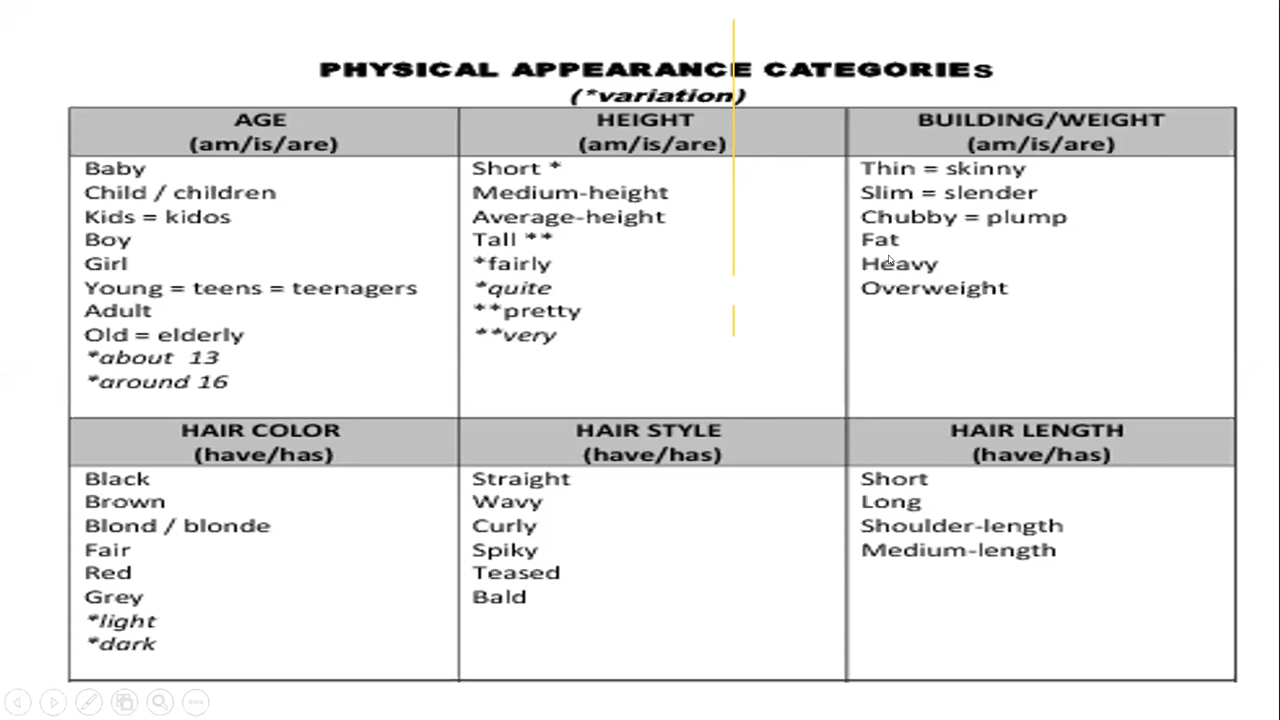 PHYSICAL APPEARANCE CATEGORIES
(*variation)
AGE
(am/is/are)
Baby
Child / children
Kids = kidos
Boy
Girl
Young = teens = teenagers
Adult
Old = elderly
*about 13
*around 16
HEIGHT
(am/is/are)
Short *
Medium-height
Average-height
Tall **
*fairly
*quite
**pretty
**very
BUILDING/WEIGHT
(am/is/are)
Thin = skinny
Slim = slender
Chubby = plump
Fat
Heavy
Overweight
HAIR COLOR
(have/has)
Black
Brown
Blond / blonde
Fair
Red
Grey
*light
*dark
HAIR STYLE
(have/has)
Straight
Wavy
Curly
Spiky
Teased
Bald
HAIR LENGTH
(have/has)
Short
Long
Shoulder-length
Medium-length